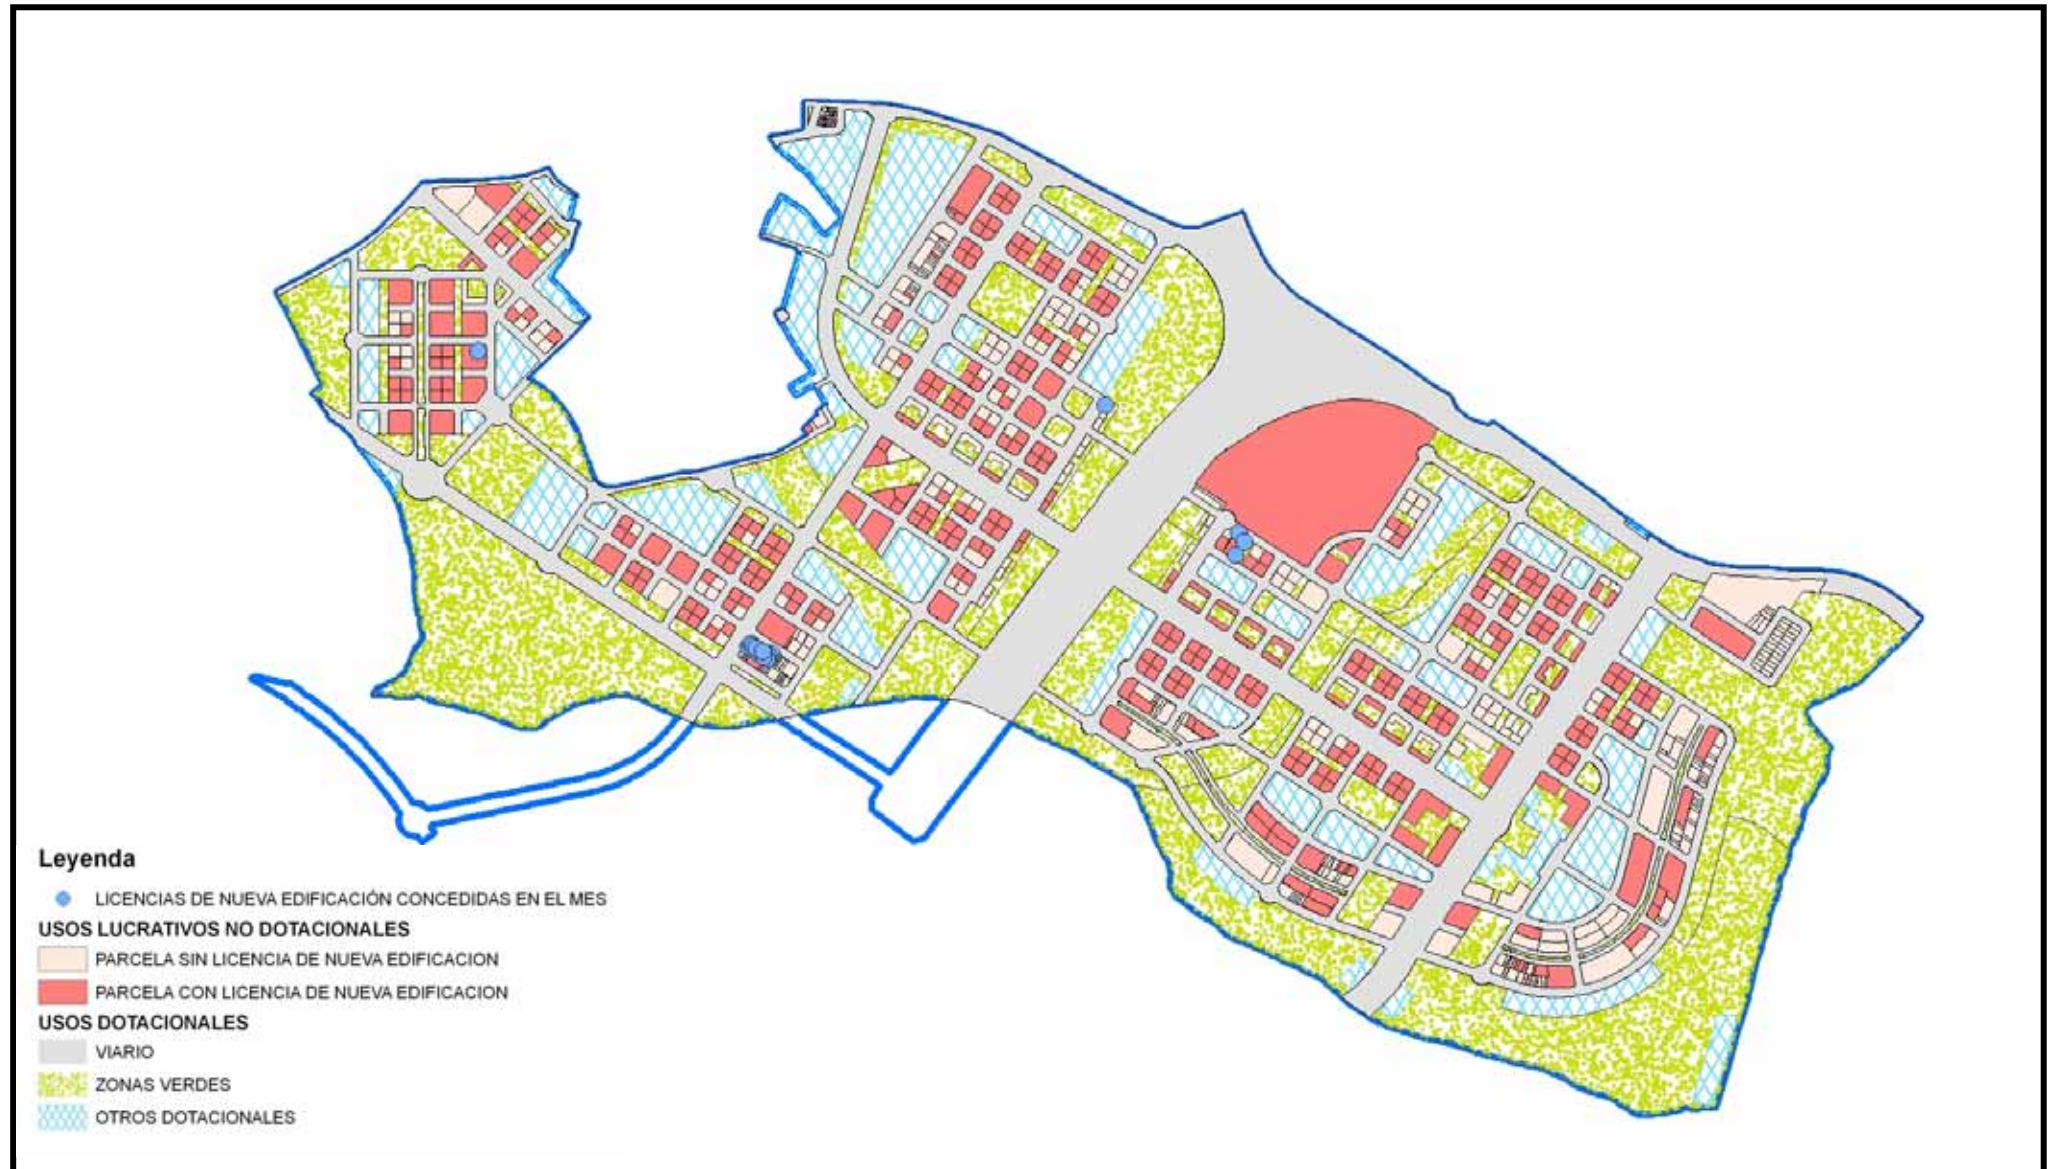 Leyenda
LICENCIAS DE NUEVA EDIFICACIÓN CONCEDIDAS EN EL MES
USOS LUCRATIVOS NO DOTACIONALES
PARCELA SIN LICENCIA DE NUEVA EDIFICACION
PARCELA CON LICENCIA DE NUEVA EDIFICACION
USOS DOTACIONALES
VIARIO
ZONAS VERDES
OTROS DOTACIONALES